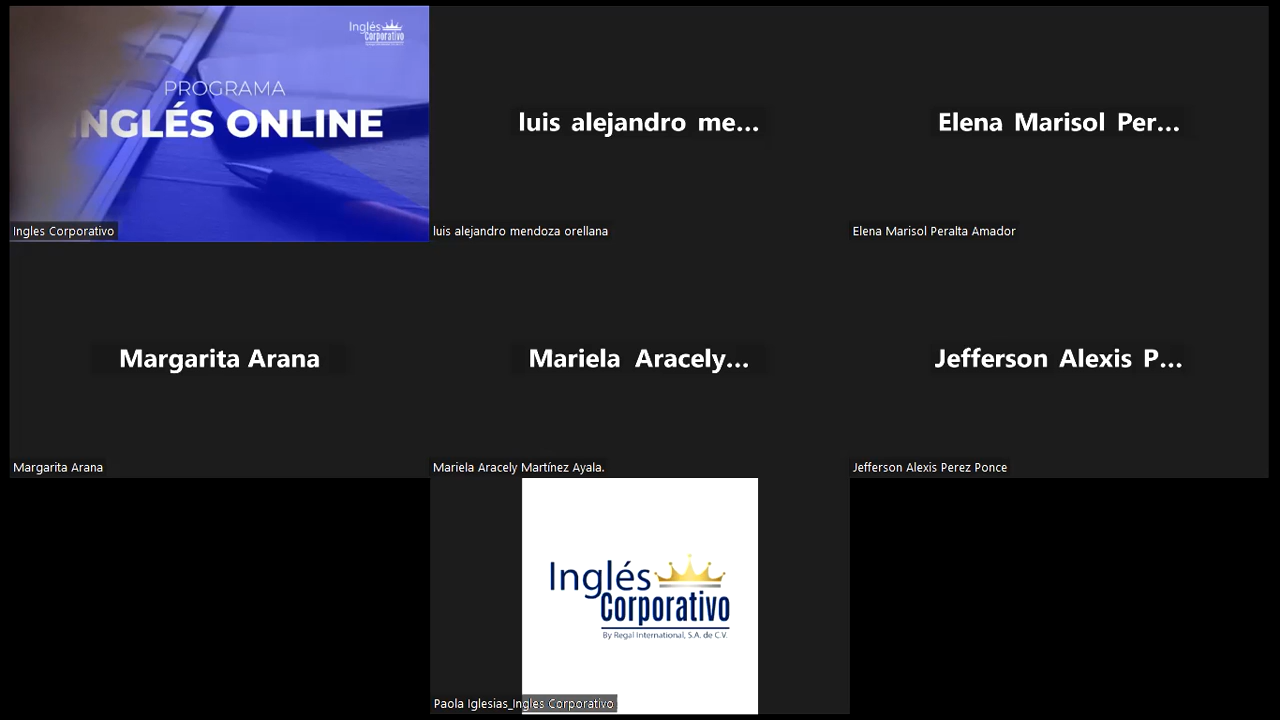 Inglés
Corporativo
PROGRAMA
INGLÉS ONLINE
Ingles Corporativo
luis alejandro me...
luis alejandro mendoza orellana
Elena Marisol Per...
Elena Marisol Peralta Amador
Margarita Arana
Margarita Arana
Mariela Aracely...
Mariela Aracely Martínez Ayala.
Jefferson Alexis P...
Jefferson Alexis Perez Ponce
Inglés
Corporativo
By Regal International, S.A. de C.V.
Paola Iglesias_Ingles Corporativo